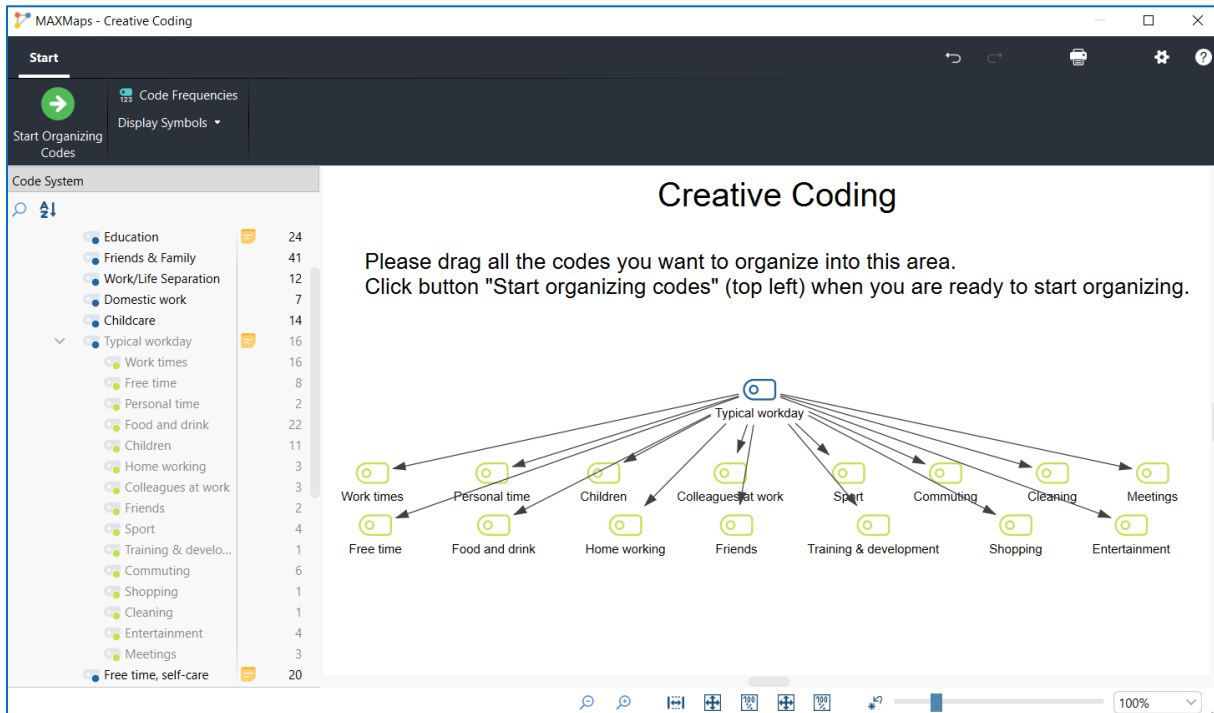 MAXMaps - Creative Coding
Start
Start Organizing
Codes
123 Code Frequencies
Display Symbols
Code System
Education 24
Friends & Family 41
Work/Life Separation 12
Domestic work 7
Childcare 14
Typical workday 16
Work times 16
Free time 8
Personal time 2
Food and drink 22
Children 11
Home working 3
Colleagues at work 3
Friends 2
Sport 4
Training & develo... 1
Commuting 6
Shopping 1
Cleaning 1
Entertainment 4
Meetings 3
Free time, self-care 20
Creative Coding
Please drag all the codes you want to organize into this area.
Click button "Start organizing codes" (top left) when you are ready to start organizing.
Typical workday
Work times Personal time Children Colleagues at work Sport Commuting Cleaning Meetings
Free time Food and drink Home working Friends Training & development Shopping Entertainment
100%